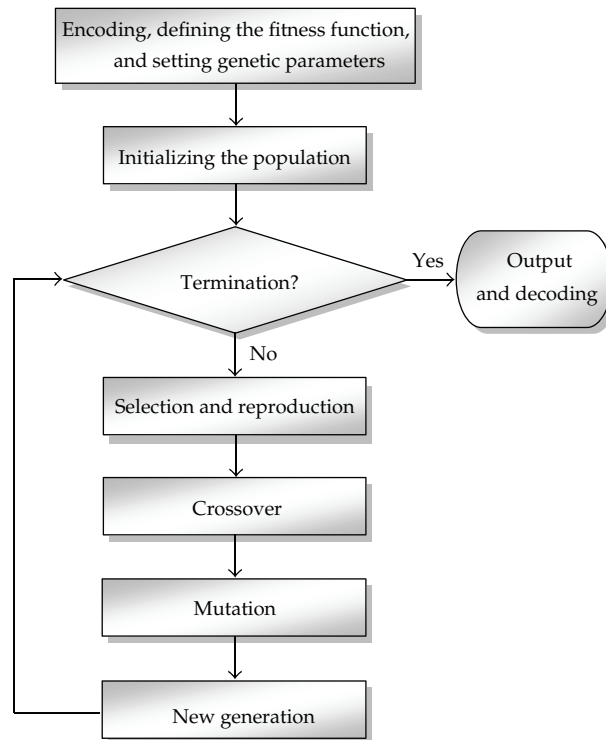 Encoding, defining the fitness function,
and setting genetic parameters
Initializing the population
Termination?
Yes
Output
and decoding
No
Selection and reproduction
Crossover
Mutation
New generation